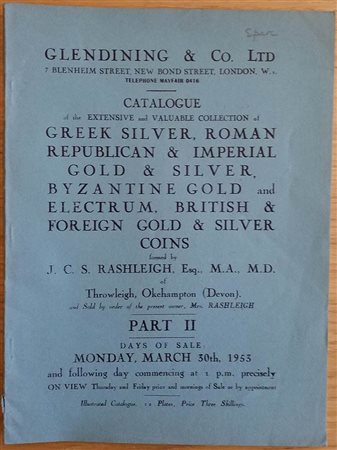 Spec
GLENDINING & CO. LTD
7 BLENHEIM STREET, NEW BOND STREET, LONDON, W.1.
TELEPHONE MAYFAIR 0416
CATALOGUE
of the EXTENSIVE and VALUABLE COLLECTION of
GREEK SILVER, ROMAN
REPUBLICAN & IMPERIAL
GOLD & SILVER,
BYZANTINE GOLD and
ELECTRUM, BRITISH &
FOREIGN GOLD & SILVER
COINS
formed by
J. C. S. RASHLEIGH, Esq., M.A., M.D.
of
Throwleigh, Okehampton (Devon).
and Sold by order of the present owner, Mrs. RASHLEIGH
PART II
DAYS OF SALE:
MONDAY, MARCH 30th, 1953
and following day commencing at 1 p.m. precisely
ON VIEW Thursday and Friday prior and mornings of Sale or by appointment
Illustrated Catalogue, 12 Plates, Price Three Shillings.